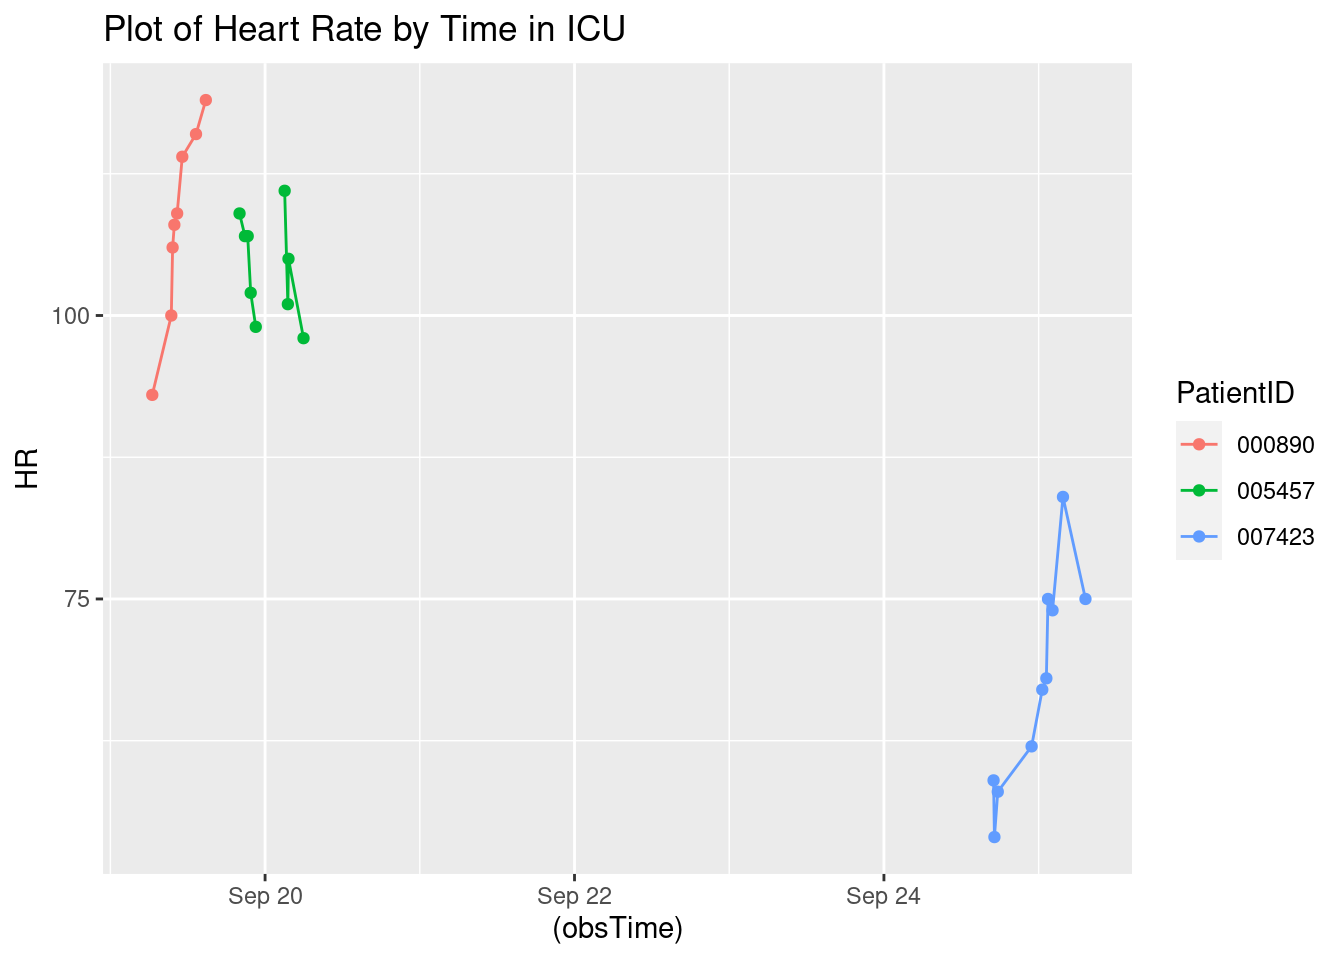 Plot of Heart Rate by Time in ICU
100
75
HR
Sep 20
Sep 22
Sep 24
(obsTime)
PatientID
000890
005457
007423